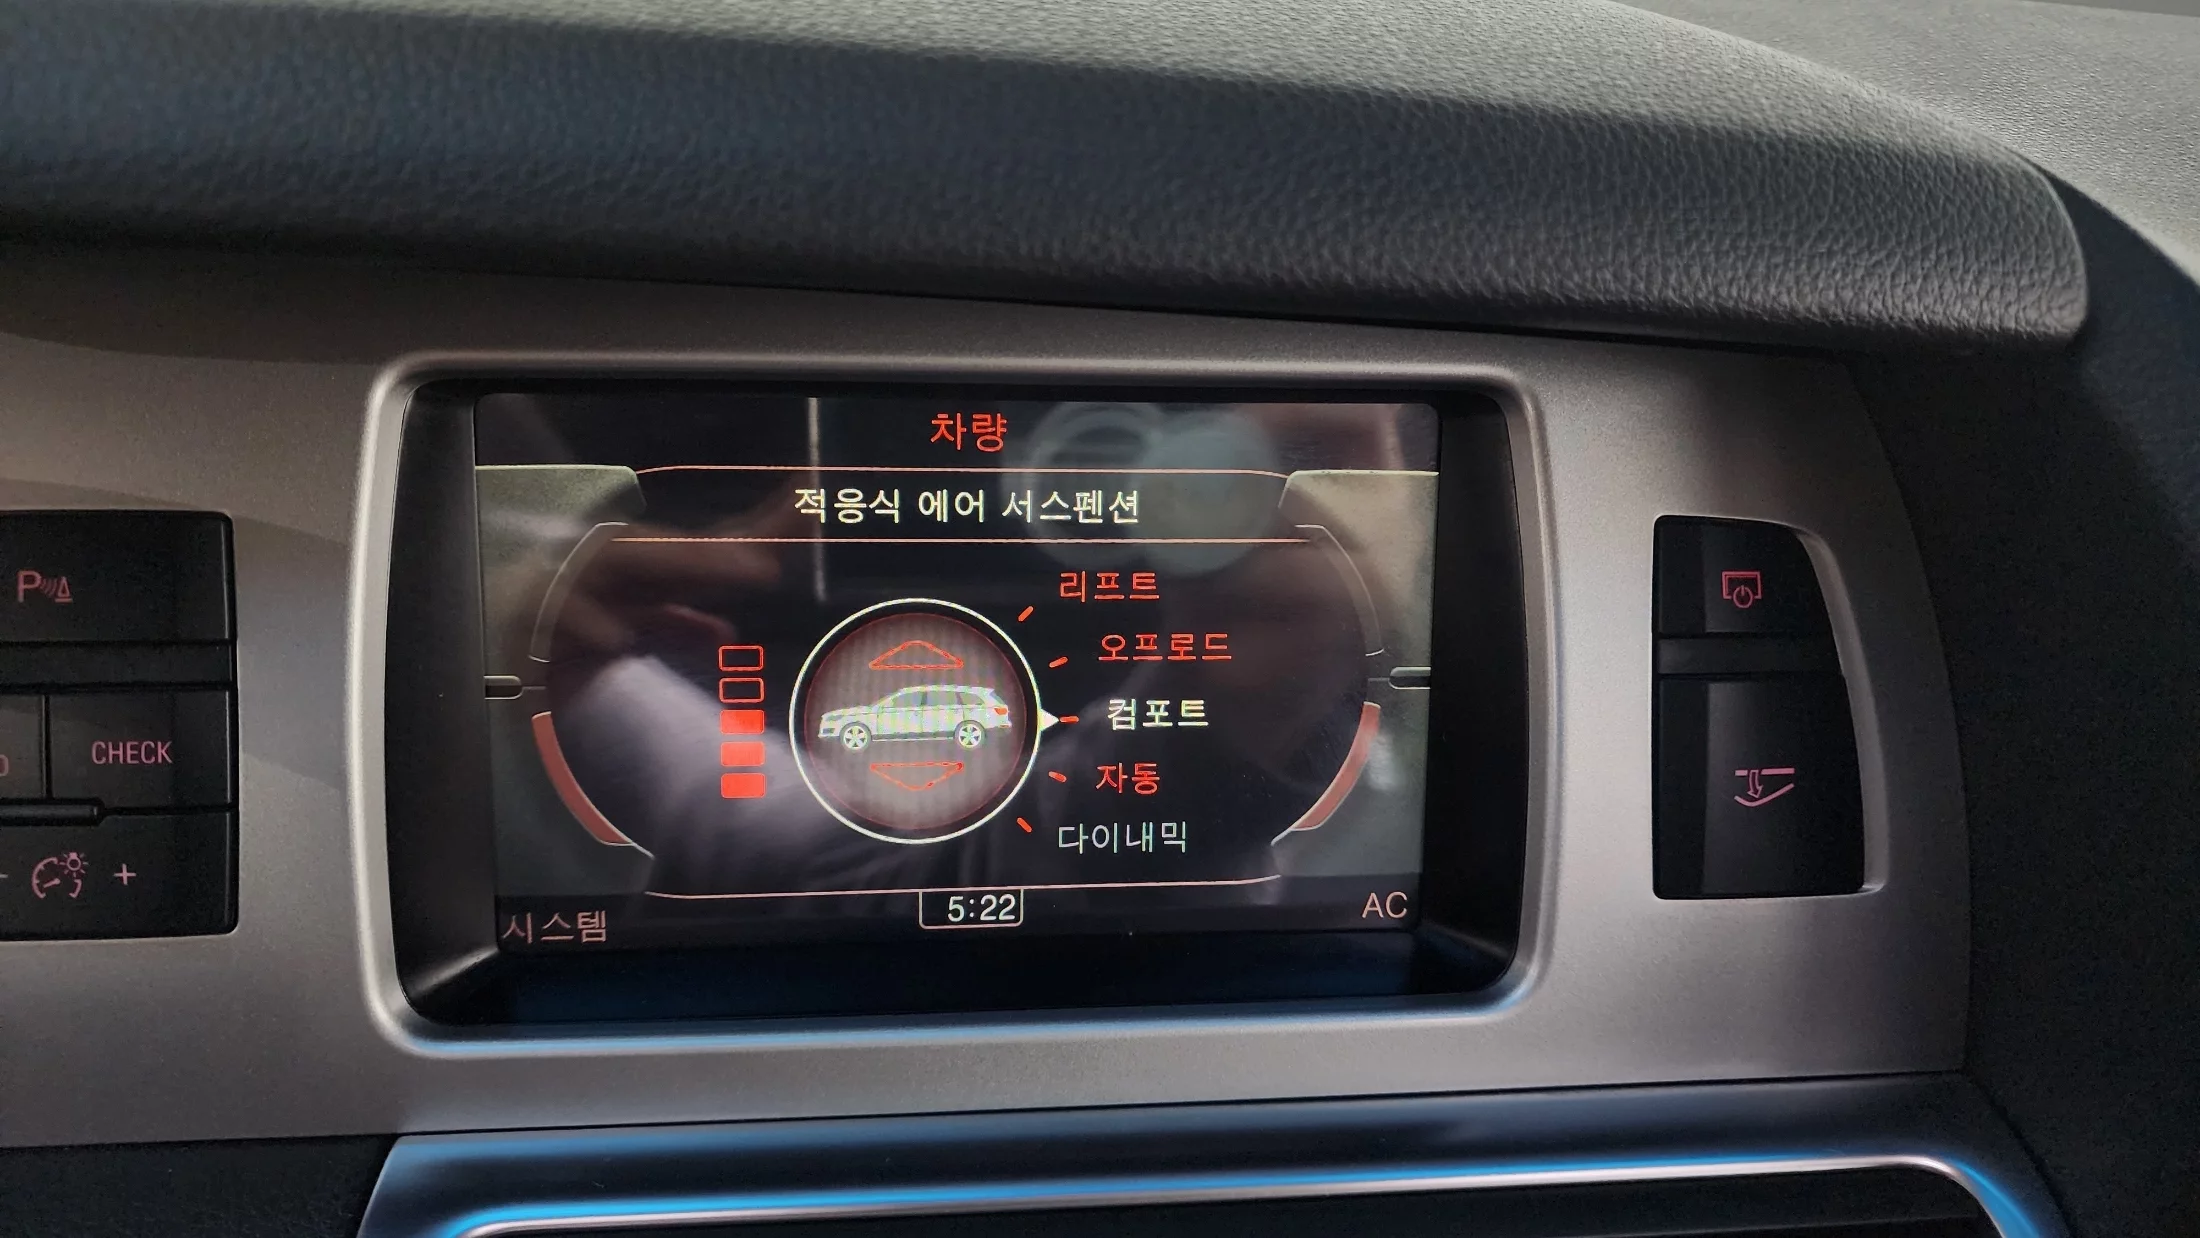 차량
적응식 에어 서스펜션
리프트
오프로드
컴포트
자동
다이내믹
시스템
5:22
AC
P
CHECK
- +